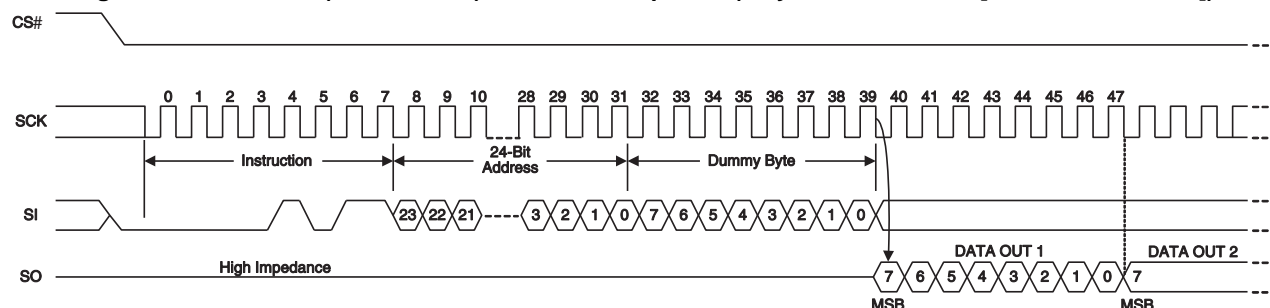 CS#
0 1 2 3 4 5 6 7 8 9 10 28 29 30 31 32 33 34 35 36 37 38 39 40 41 42 43 44 45 46 47
SCK
Instruction
24-Bit
Address
Dummy Byte
SI
23 22 21 3 2 1 0 7 6 5 4 3 2 1 0
DATA OUT 1
DATA OUT 2
High Impedance
SO
7 6 5 4 3 2 1 0 7
MSB
MSB